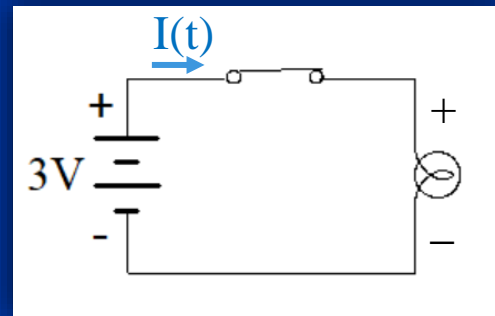 I(t)
+
+
3V
-
–